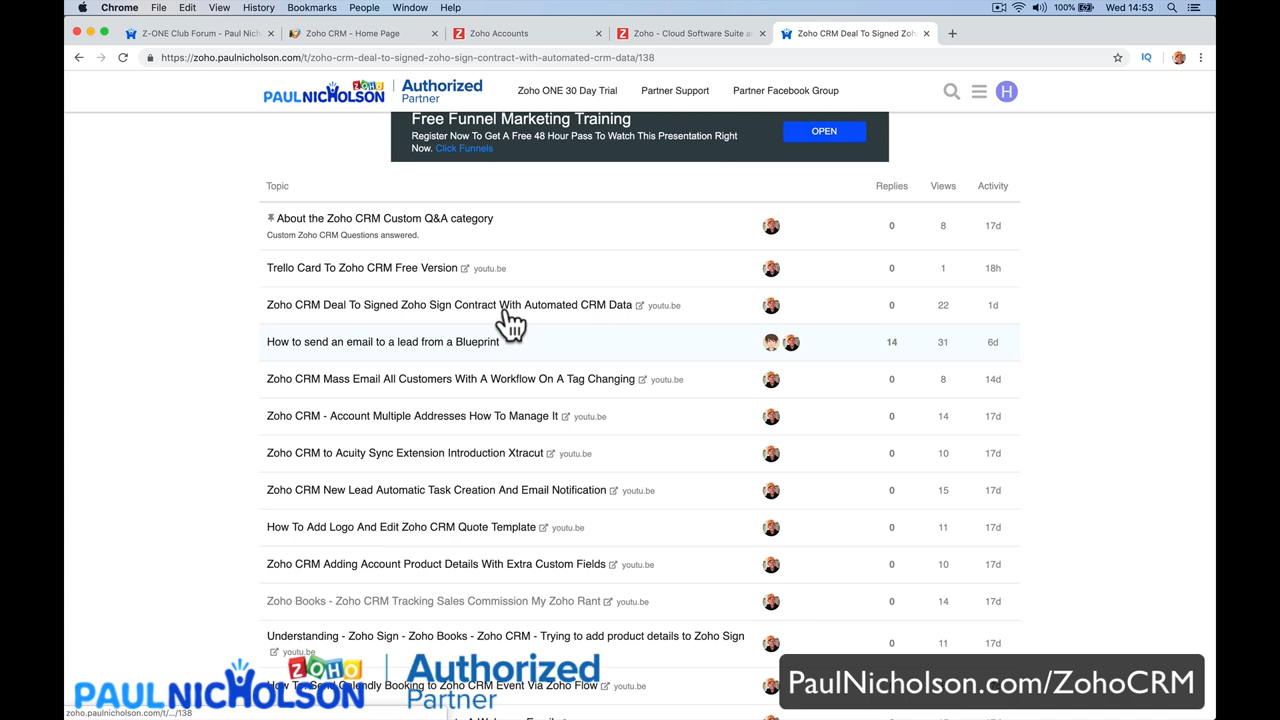 Chrome File Edit View History Bookmarks People Window Help 100% Wed 14:53
Z-ONE Club Forum - Paul Nich Zoho CRM - Home Page Zoho Accounts Zoho - Cloud Software Suite a Zoho CRM Deal To Signed Zoh
https://zoho.paulnicholson.com/t/zoho-crm-deal-to-signed-zoho-sign-contract-with-automated-crm-data/138 IQ
PAULNICHOLSON ZOHO Authorized Partner Zoho ONE 30 Day Trial Partner Support Partner Facebook Group H
Free Funnel Marketing Training
Register Now To Get A Free 48 Hour Pass To Watch This Presentation Right
Now. Click Funnels
OPEN
Topic Replies Views Activity
About the Zoho CRM Custom Q&A category 0 8 17d
Custom Zoho CRM Questions answered.
Trello Card To Zoho CRM Free Version youtu.be 0 1 18h
Zoho CRM Deal To Signed Zoho Sign Contract With Automated CRM Data youtu.be 0 22 1d
How to send an email to a lead from a Blueprint 14 31 6d
Zoho CRM Mass Email All Customers With A Workflow On A Tag Changing youtu.be 0 8 14d
Zoho CRM - Account Multiple Addresses How To Manage It youtu.be 0 14 17d
Zoho CRM to Acuity Sync Extension Introduction Xtracut youtu.be 0 10 17d
Zoho CRM New Lead Automatic Task Creation And Email Notification youtu.be 0 15 17d
How To Add Logo And Edit Zoho CRM Quote Template youtu.be 0 11 17d
Zoho CRM Adding Account Product Details With Extra Custom Fields youtu.be 0 10 17d
Zoho Books - Zoho CRM Tracking Sales Commission My Zoho Rant youtu.be 0 14 17d
Understanding - Zoho Sign - Zoho Books - Zoho CRM - Trying to add product details to Zoho Sign 0 11 17d
youtu.be
How To Send Calendly Booking to Zoho CRM Event Via Zoho Flow youtu.be
PAULNICHOLSON ZOHO Authorized Partner
PaulNicholson.com/ZohoCRM
zoho.paulnicholson.com/t/.../138